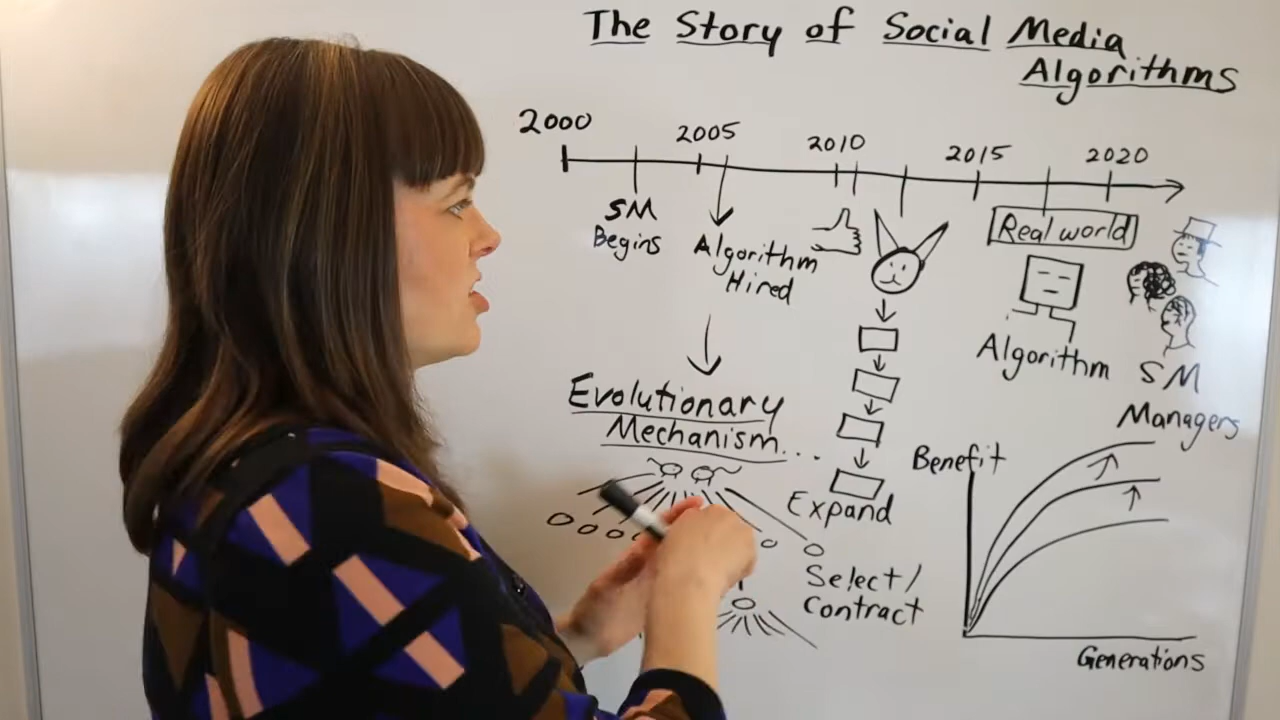 The Story of Social Media
Algorithms
2000
2005
2010
2015
2020
SM
Begins
Algorithm
Hired
Real world
Algorithm
SM
Managers
Evolutionary
Mechanism...
Expand
Select/
Contract
Benefit
Generations